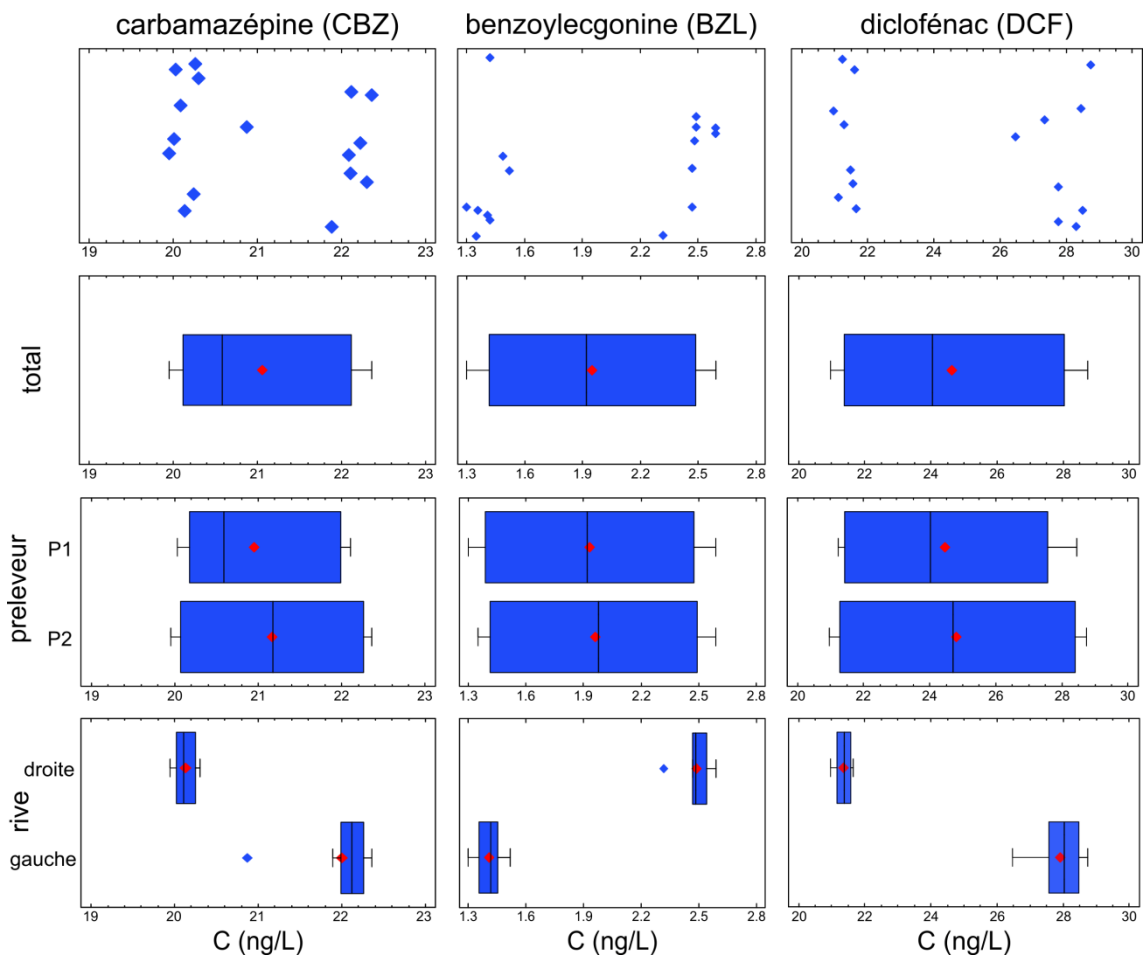 carbamazépine (CBZ) benzoylecgonine (BZL) diclofénac (DCF)
19 20 21 22 23 1.3 1.6 1.9 2.2 2.5 2.8 20 22 24 26 28 30
total
19 20 21 22 23 1.3 1.6 1.9 2.2 2.5 2.8 20 22 24 26 28 30
preleveur
P1
P2
19 20 21 22 23 1.3 1.6 1.9 2.2 2.5 2.8 20 22 24 26 28 30
rive
droite
gauche
19 20 21 22 23 1.3 1.6 1.9 2.2 2.5 2.8 20 22 24 26 28 30
C (ng/L) C (ng/L) C (ng/L)